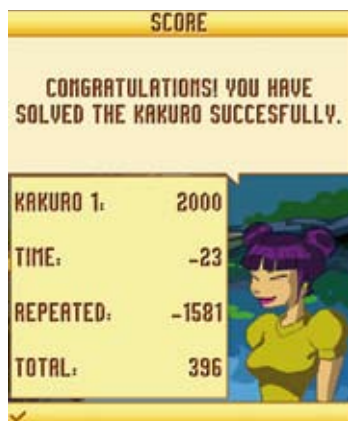 SCORE
CONGRATULATIONS! YOU HAVE
SOLVED THE KAKURO SUCCESFULLY.
KAKURO 1: 2000
TIME: -23
REPEATED: -1581
TOTAL: 396